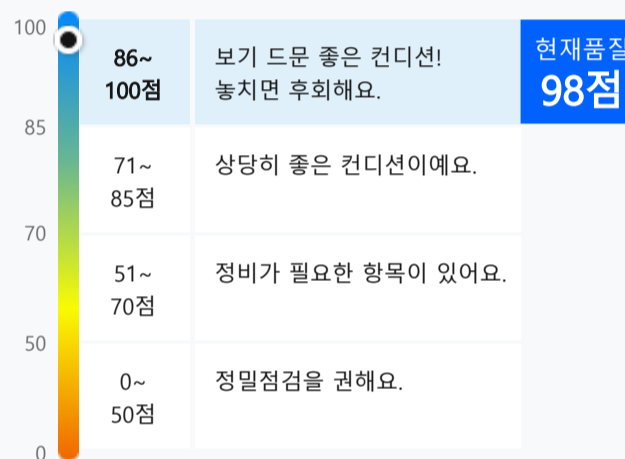 100
86~
100점
보기 드문 좋은 컨디션!
놓치면 후회해요.
현재품질
98점
85
71~
85점
상당히 좋은 컨디션이예요.
70
51~
70점
정비가 필요한 항목이 있어요.
50
0~
50점
정밀점검을 권해요.
0